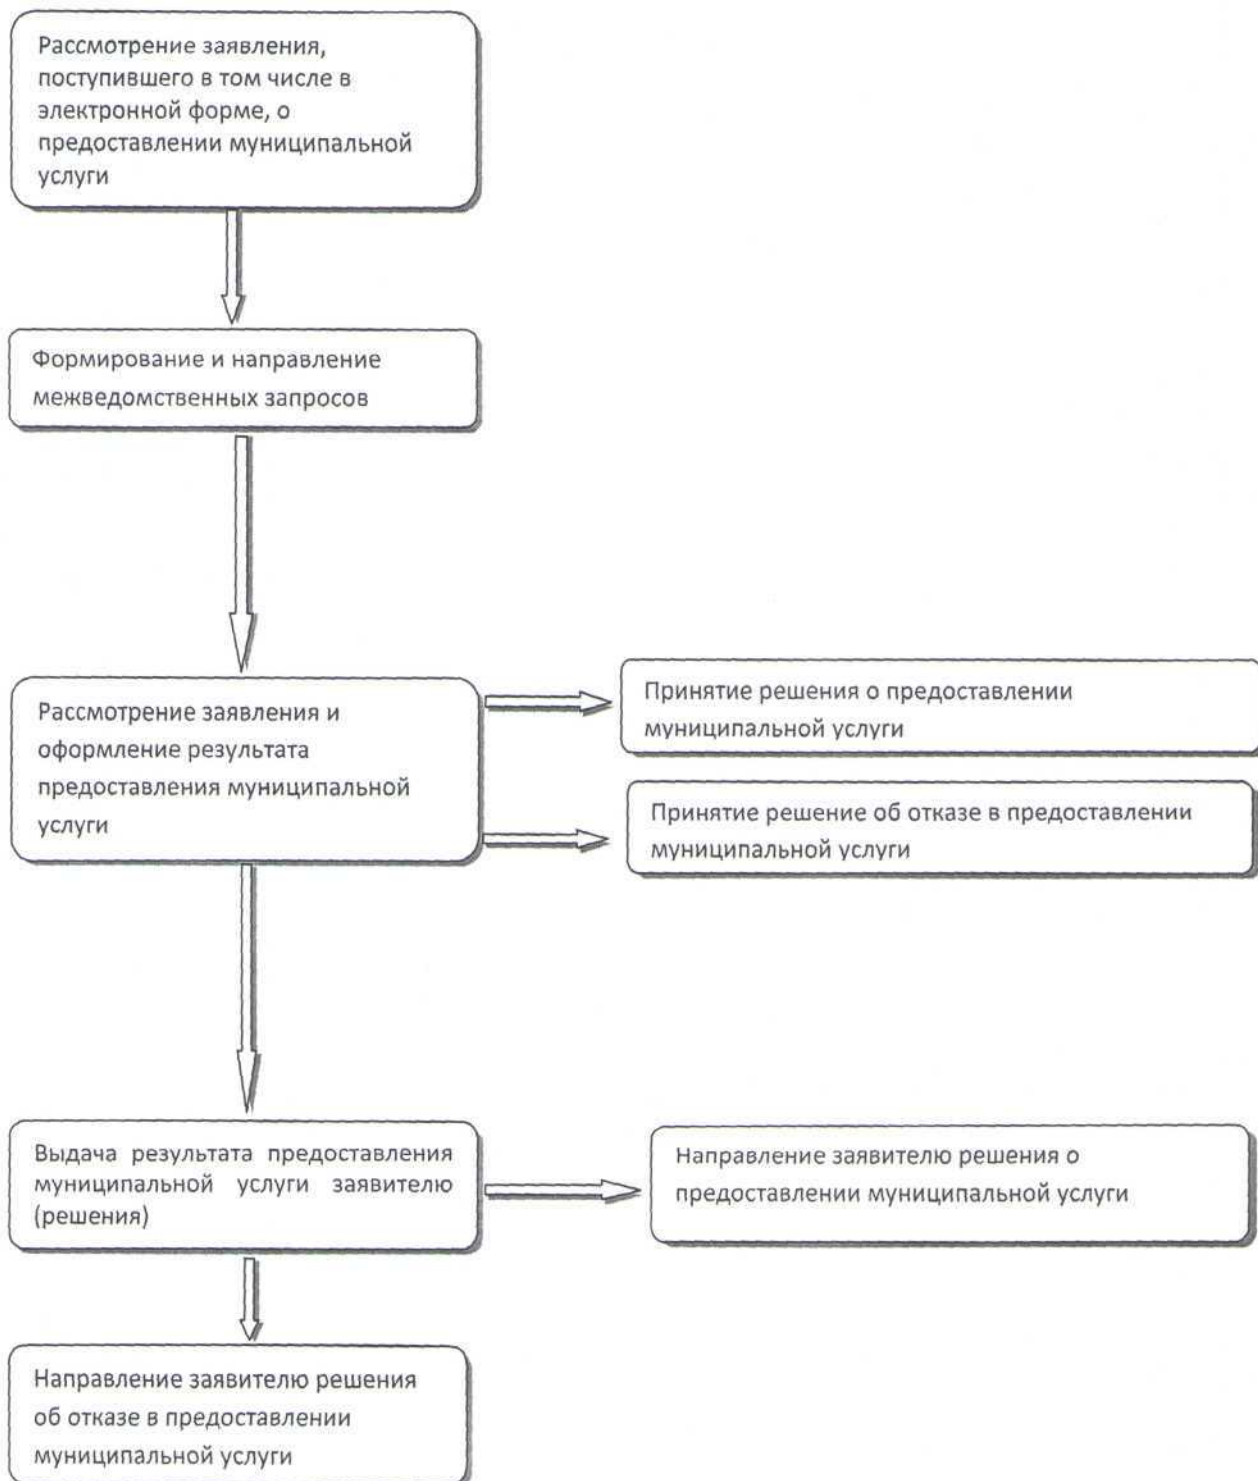 Рассмотрение заявления,
поступившего в том числе в
электронной форме, о
предоставлении муниципальной
услуги
Формирование и направление
межведомственных запросов
Рассмотрение заявления и
оформление результата
предоставления муниципальной
услуги
Принятие решения о предоставлении
муниципальной услуги
Принятие решение об отказе в предоставлении
муниципальной услуги
Выдача результата предоставления
муниципальной услуги заявителю
(решения)
Направление заявителю решения о
предоставлении муниципальной услуги
Направление заявителю решения
об отказе в предоставлении
муниципальной услуги